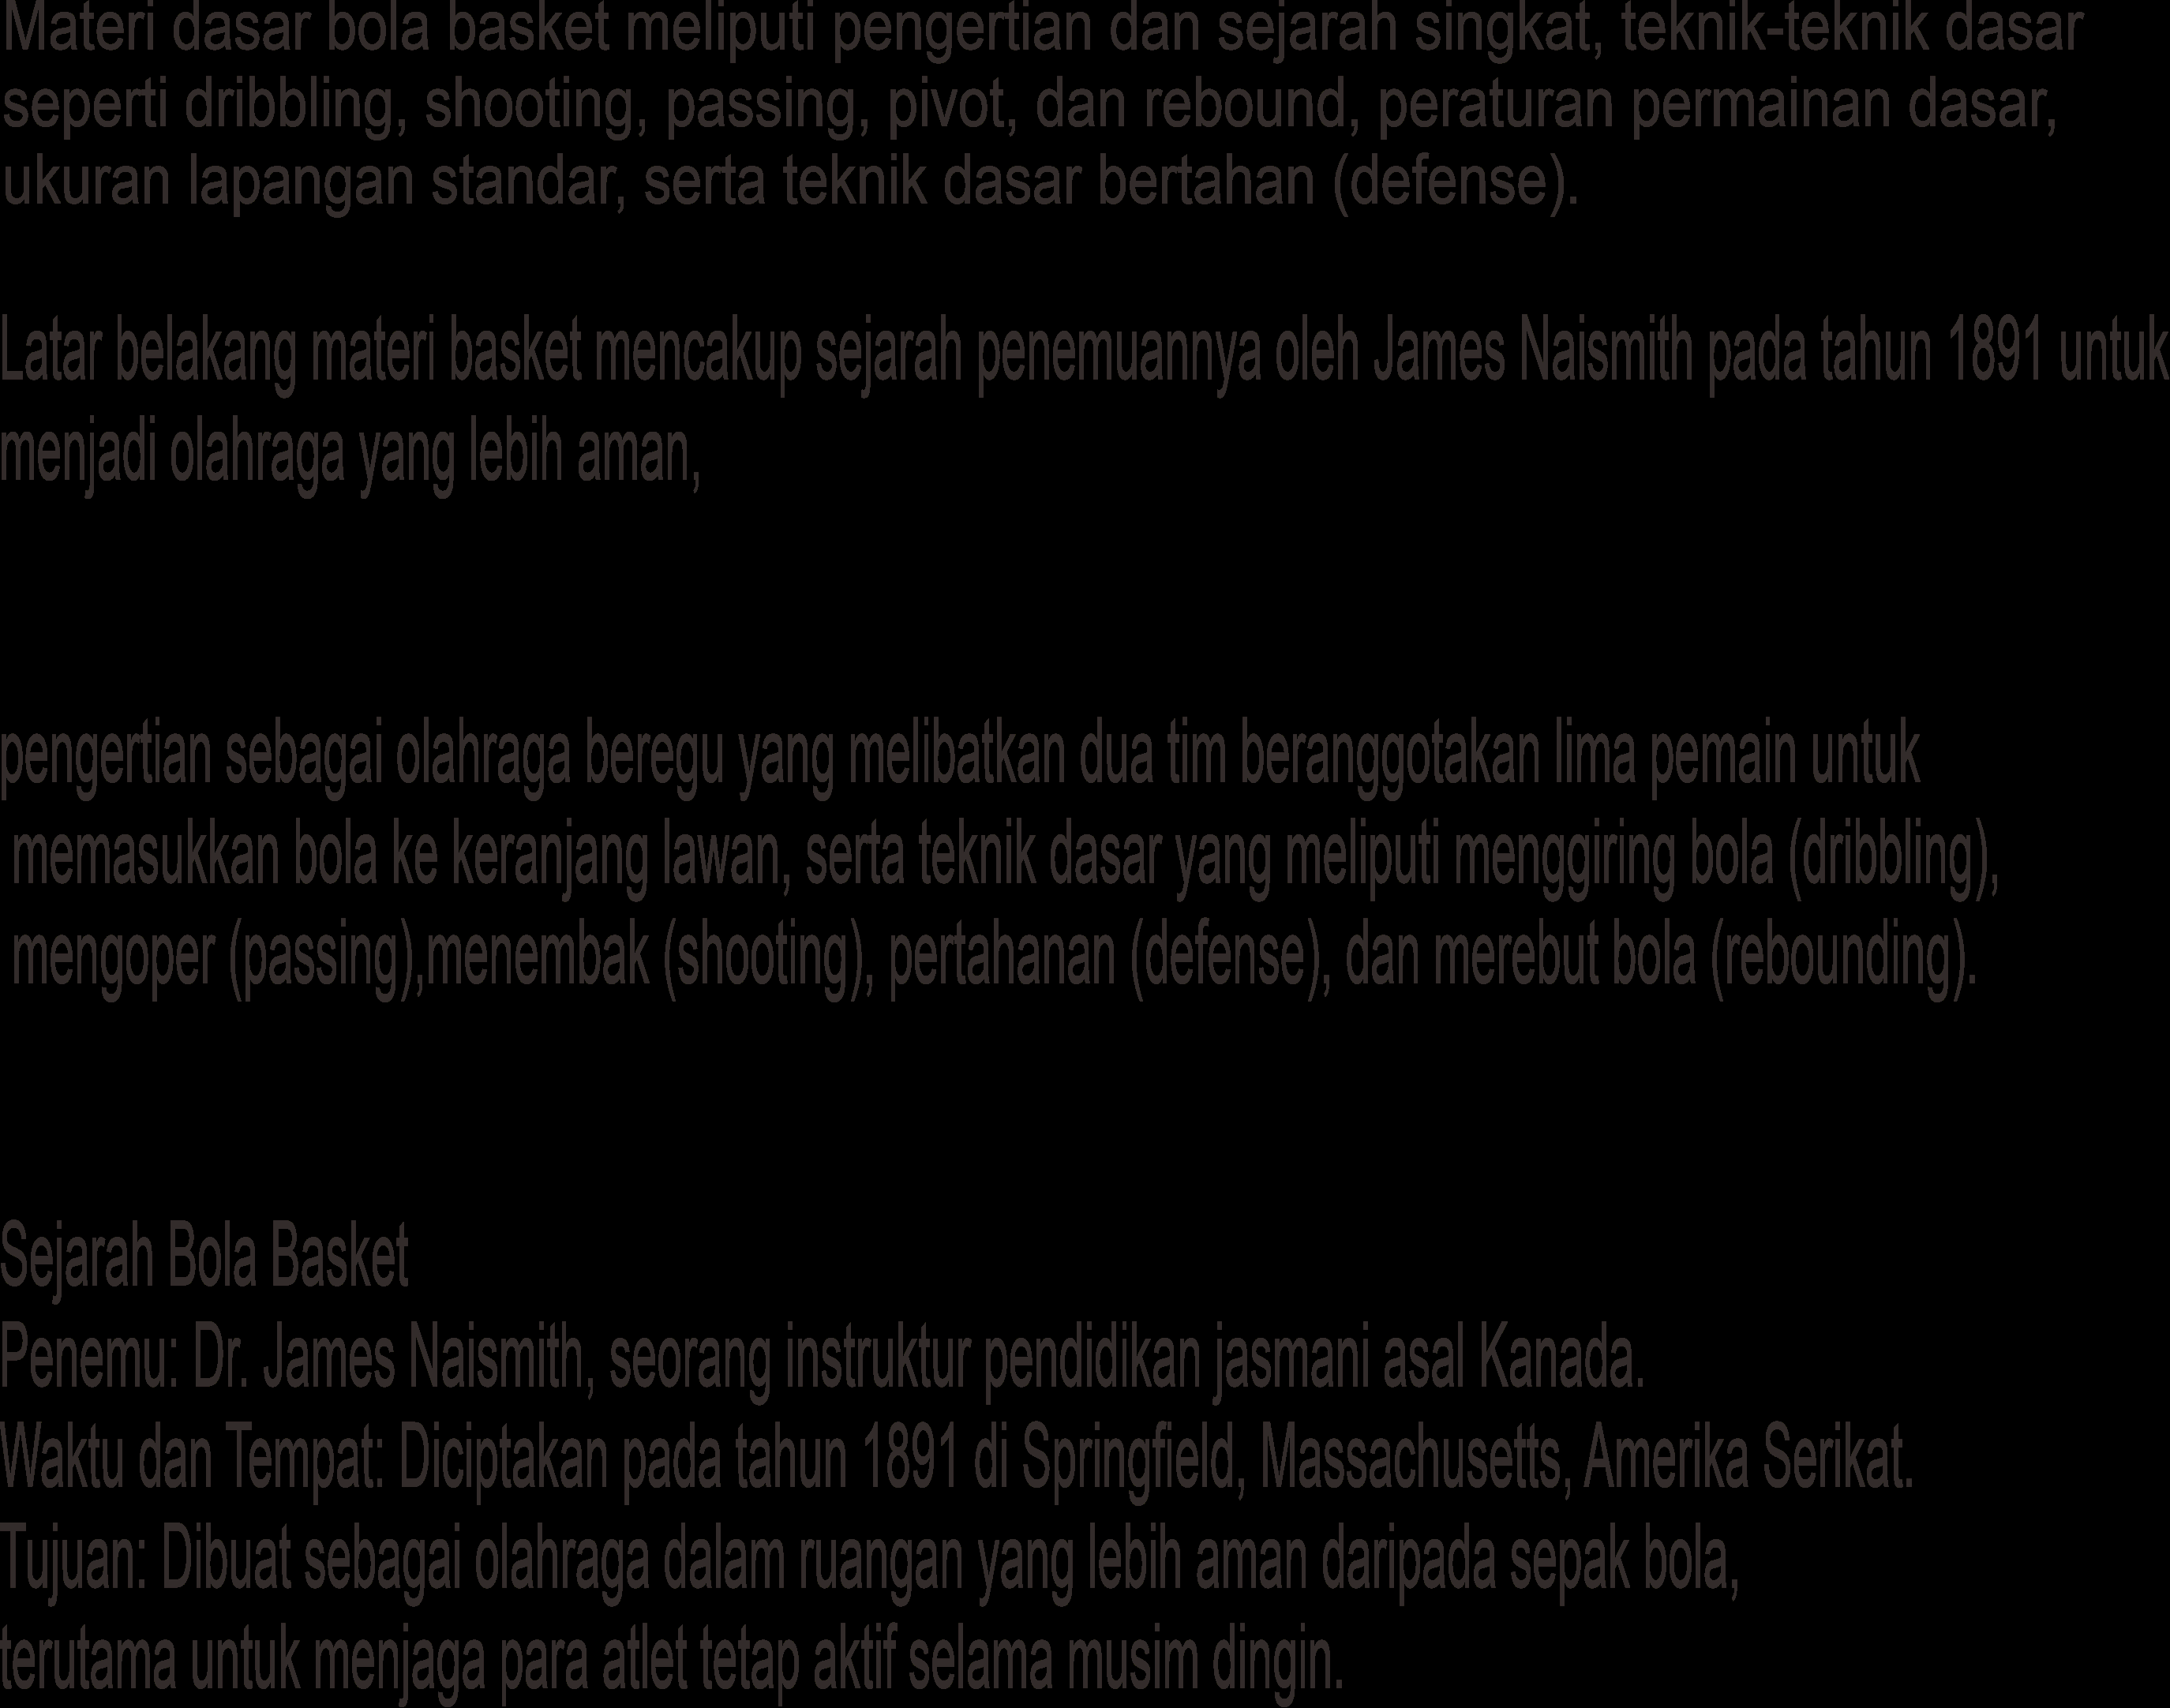 Materi dasar bola basket meliputi pengertian dan sejarah singkat, teknik-teknik dasar
seperti dribbling, shooting, passing, pivot, dan rebound, peraturan permainan dasar,
ukuran lapangan standar, serta teknik dasar bertahan (defense).
Latar belakang materi basket mencakup sejarah penemuannya oleh James Naismith pada tahun 1891 untuk
menjadi olahraga yang lebih aman,
pengertian sebagai olahraga beregu yang melibatkan dua tim beranggotakan lima pemain untuk
memasukkan bola ke keranjang lawan, serta teknik dasar yang meliputi menggiring bola (dribbling),
mengoper (passing),menembak (shooting), pertahanan (defense), dan merebut bola (rebounding).
Sejarah Bola Basket
Penemu: Dr. James Naismith, seorang instruktur pendidikan jasmani asal Kanada.
Waktu dan Tempat: Diciptakan pada tahun 1891 di Springfield, Massachusetts, Amerika Serikat.
Tujuan: Dibuat sebagai olahraga dalam ruangan yang lebih aman daripada sepak bola,
terutama untuk menjaga para atlet tetap aktif selama musim dingin.